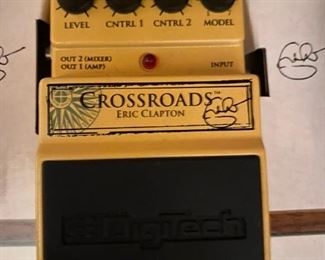 LEVEL CNTRL 1 CNTRL 2 MODEL
OUT 2 (MIXER)
OUT 1 (AMP) INPUT
CROSSROADS™
ERIC CLAPTON
DigiTech